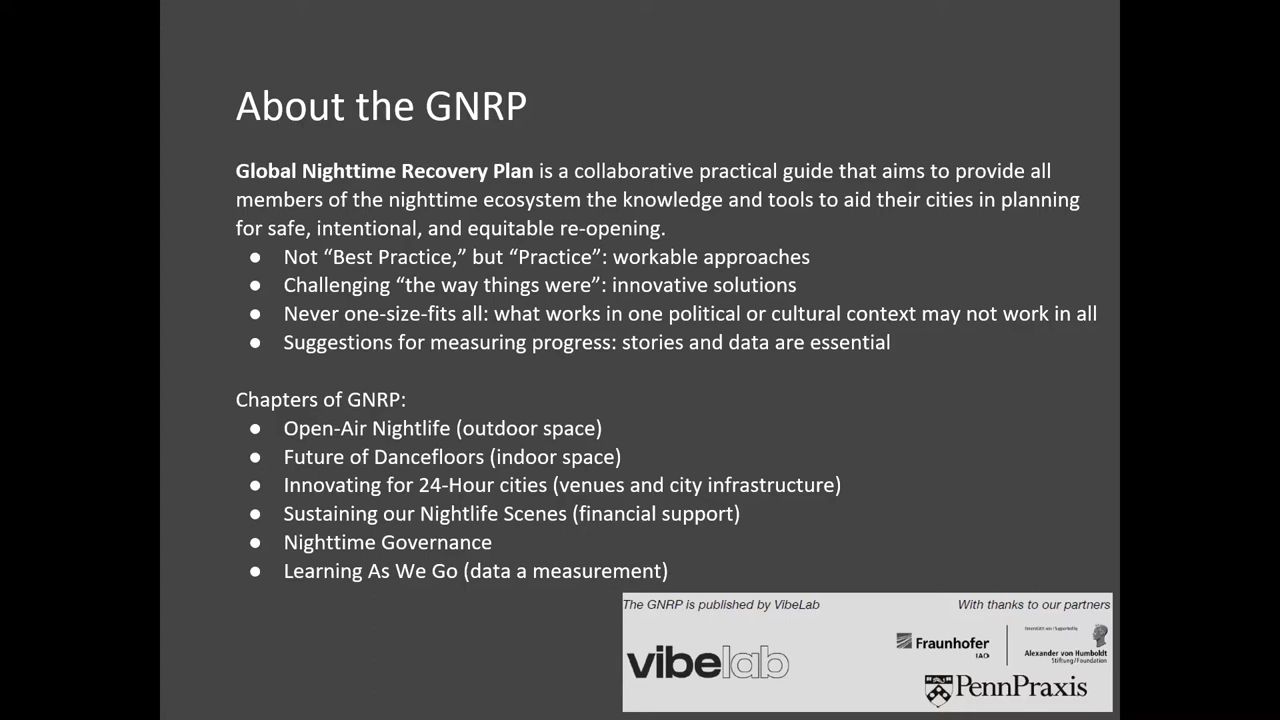 About the GNRP
Global Nighttime Recovery Plan is a collaborative practical guide that aims to provide all
members of the nighttime ecosystem the knowledge and tools to aid their cities in planning
for safe, intentional, and equitable re-opening.
● Not “Best Practice,” but “Practice”: workable approaches
● Challenging “the way things were”: innovative solutions
● Never one-size-fits all: what works in one political or cultural context may not work in all
● Suggestions for measuring progress: stories and data are essential
Chapters of GNRP:
● Open-Air Nightlife (outdoor space)
● Future of Dancefloors (indoor space)
● Innovating for 24-Hour cities (venues and city infrastructure)
● Sustaining our Nightlife Scenes (financial support)
● Nighttime Governance
● Learning As We Go (data a measurement)
The GNRP is published by VibeLab
With thanks to our partners
vibelab
Fraunhofer
IAO
Unterstützt von / Supported by
Alexander von Humboldt
Stiftung/Foundation
PennPraxis